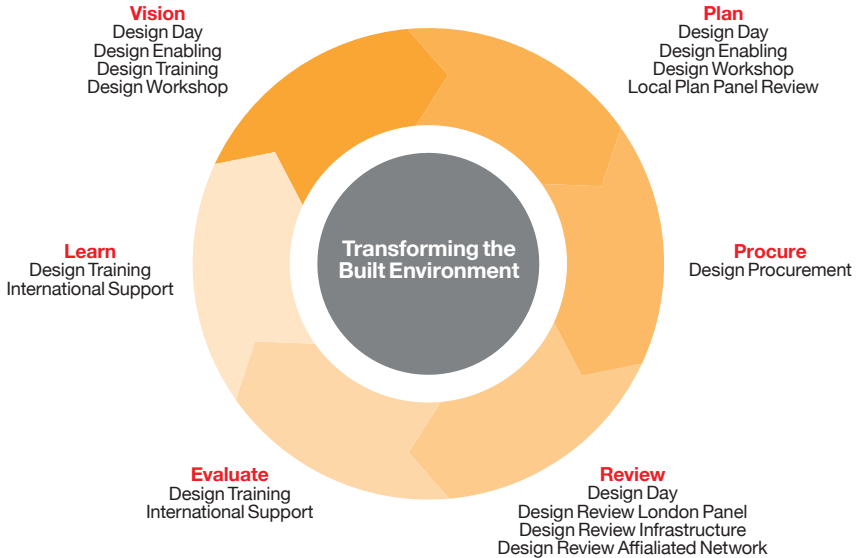 Vision
Design Day
Design Enabling
Design Training
Design Workshop
Plan
Design Day
Design Enabling
Design Workshop
Local Plan Panel Review
Transforming the
Built Environment
Learn
Design Training
International Support
Procure
Design Procurement
Evaluate
Design Training
International Support
Review
Design Day
Design Review London Panel
Design Review Infrastructure
Design Review Affialiated Network